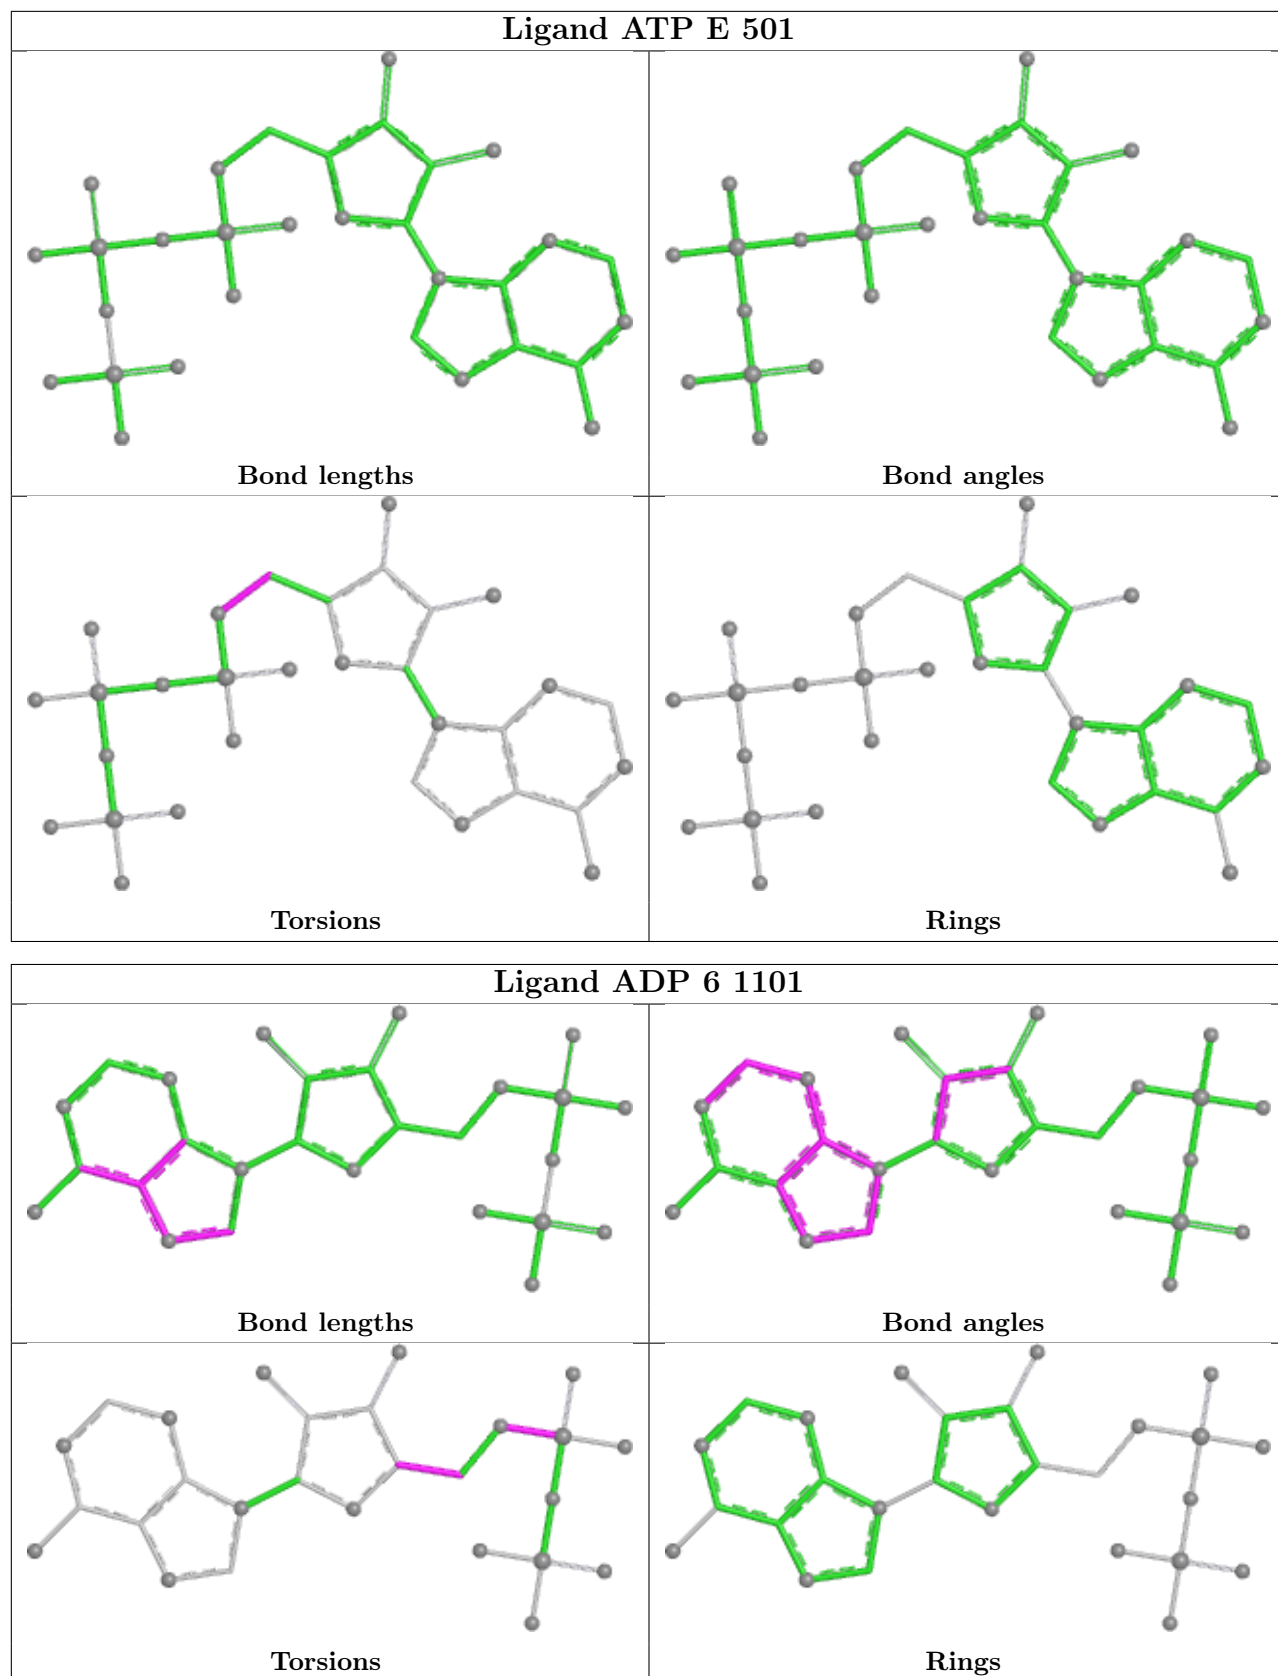 Ligand ATP E 501
Bond lengths
Bond angles
Torsions
Rings
Ligand ADP 6 1101
Bond lengths
Bond angles
Torsions
Rings